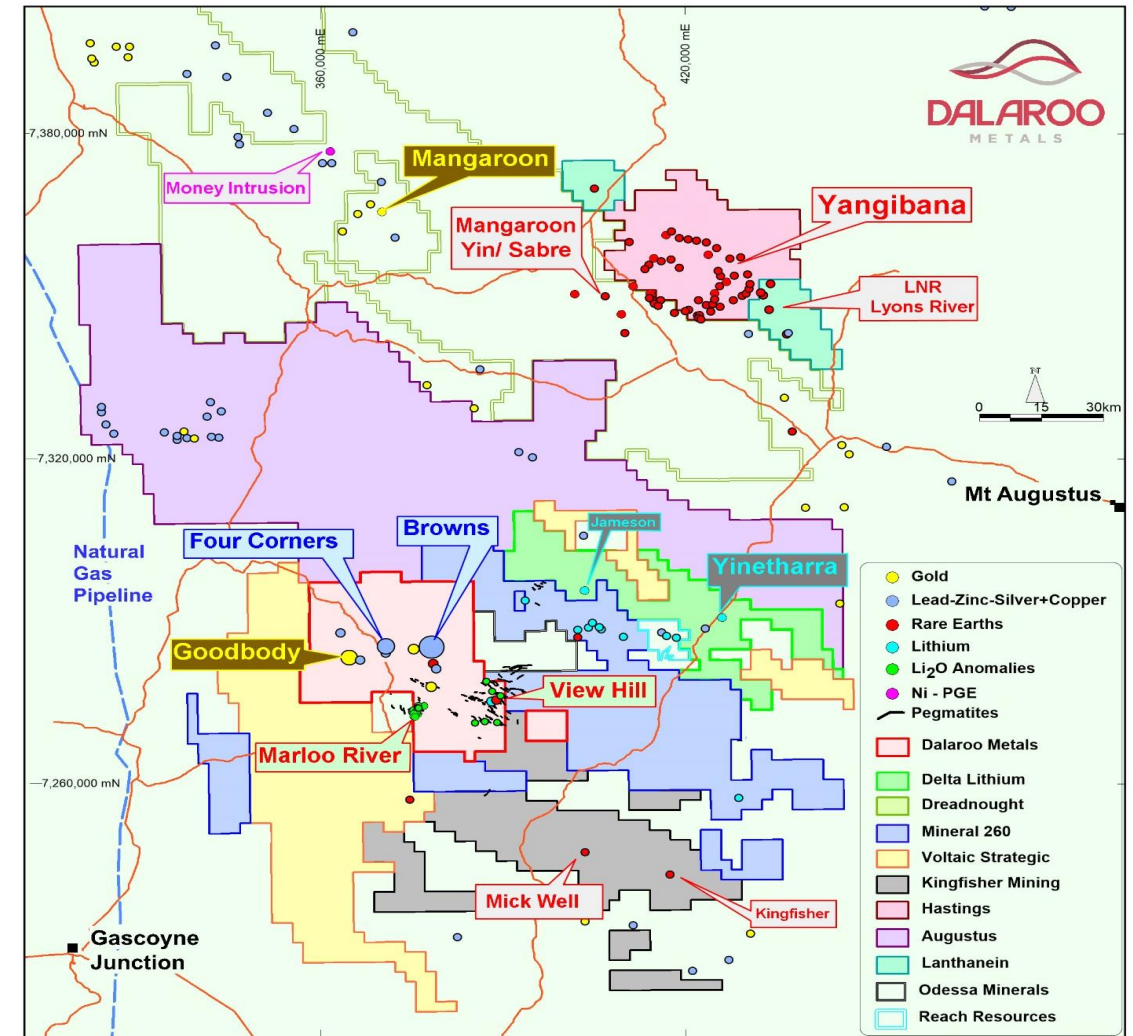 360,000 mE
420,000 mE
DALAROO
METALS
7,380,000 mN
Mangaroon
Money Intrusion
Yangibana
Mangaroon
Yin/ Sabre
LNR
Lyons River
N
0 15 30km
7,320,000 mN
Mt Augustus
Natural
Gas
Pipeline
Four Corners
Browns
Jameson
Yinetharra
Goodbody
View Hill
Marloo River
7,260,000 mN
Mick Well
Kingfisher
Gascoyne
Junction
Gold
Lead-Zinc-Silver+Copper
Rare Earths
Lithium
Li₂O Anomalies
Ni - PGE
Pegmatites
Dalaroo Metals
Delta Lithium
Dreadnought
Mineral 260
Voltaic Strategic
Kingfisher Mining
Hastings
Augustus
Lanthanein
Odessa Minerals
Reach Resources